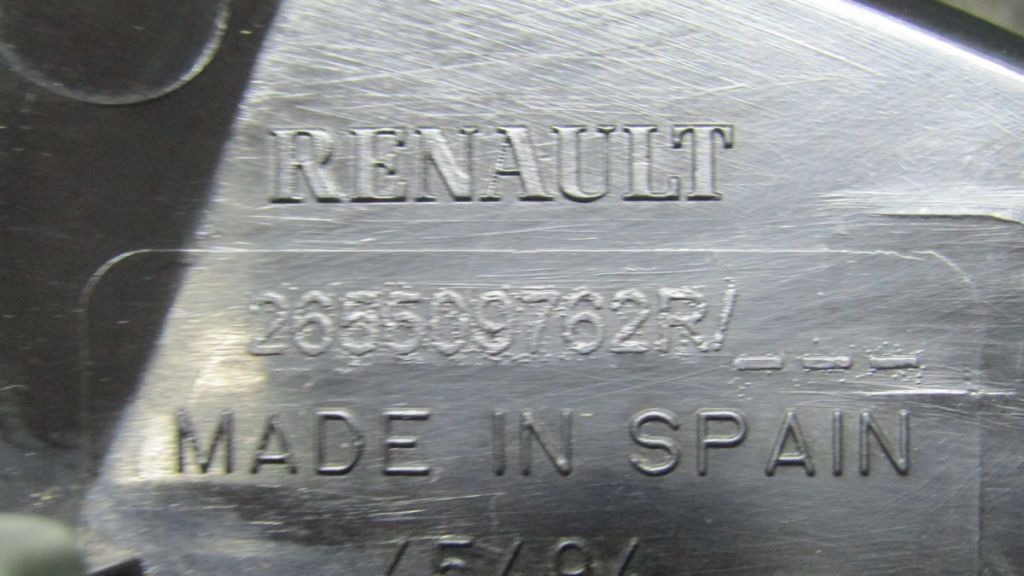 RENAULT
265509762R/_ _ _
MADE IN SPAIN